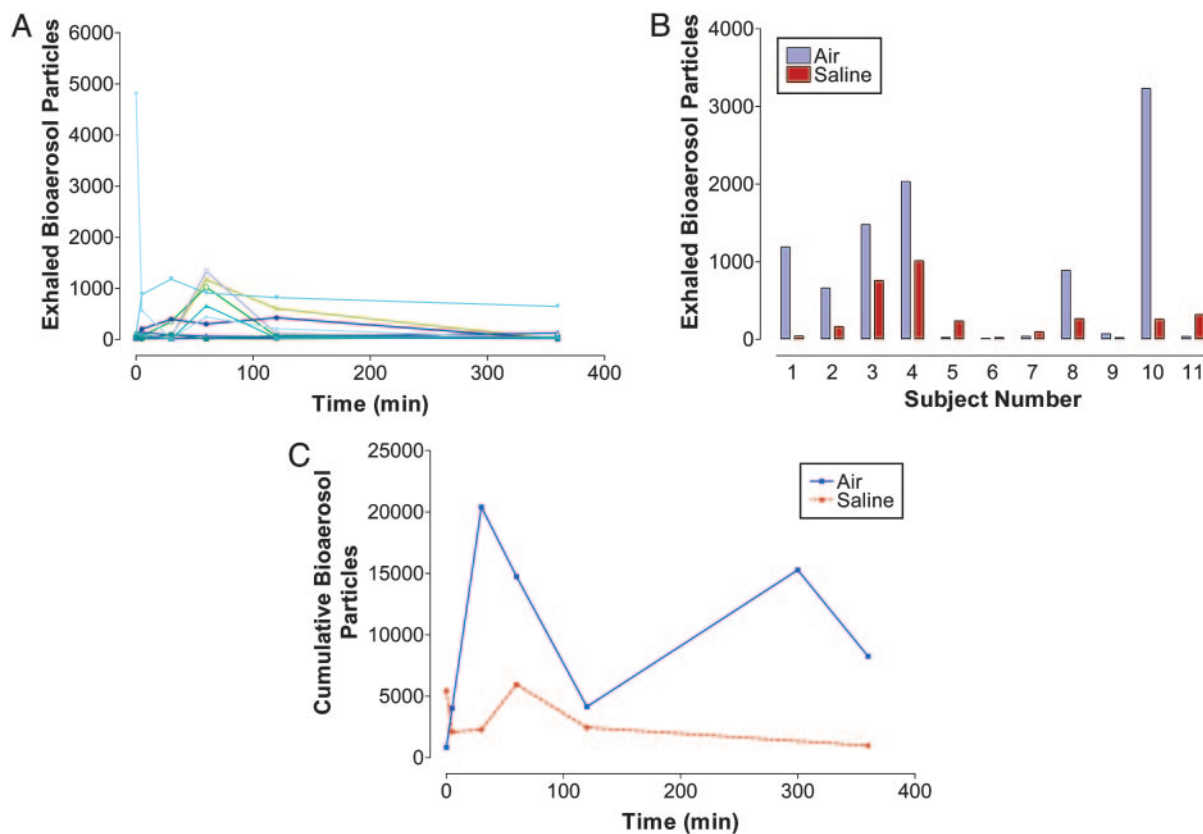 A
Exhaled Bioaerosol Particles
6000
5000
4000
3000
2000
1000
0
0 100 200 300 400
Time (min)
B
Exhaled Bioaerosol Particles
4000
3000
2000
1000
0
Air
Saline
1 2 3 4 5 6 7 8 9 10 11
Subject Number
C
Cumulative Bioaerosol
Particles
25000
20000
15000
10000
5000
0
Air
Saline
0 100 200 300 400
Time (min)